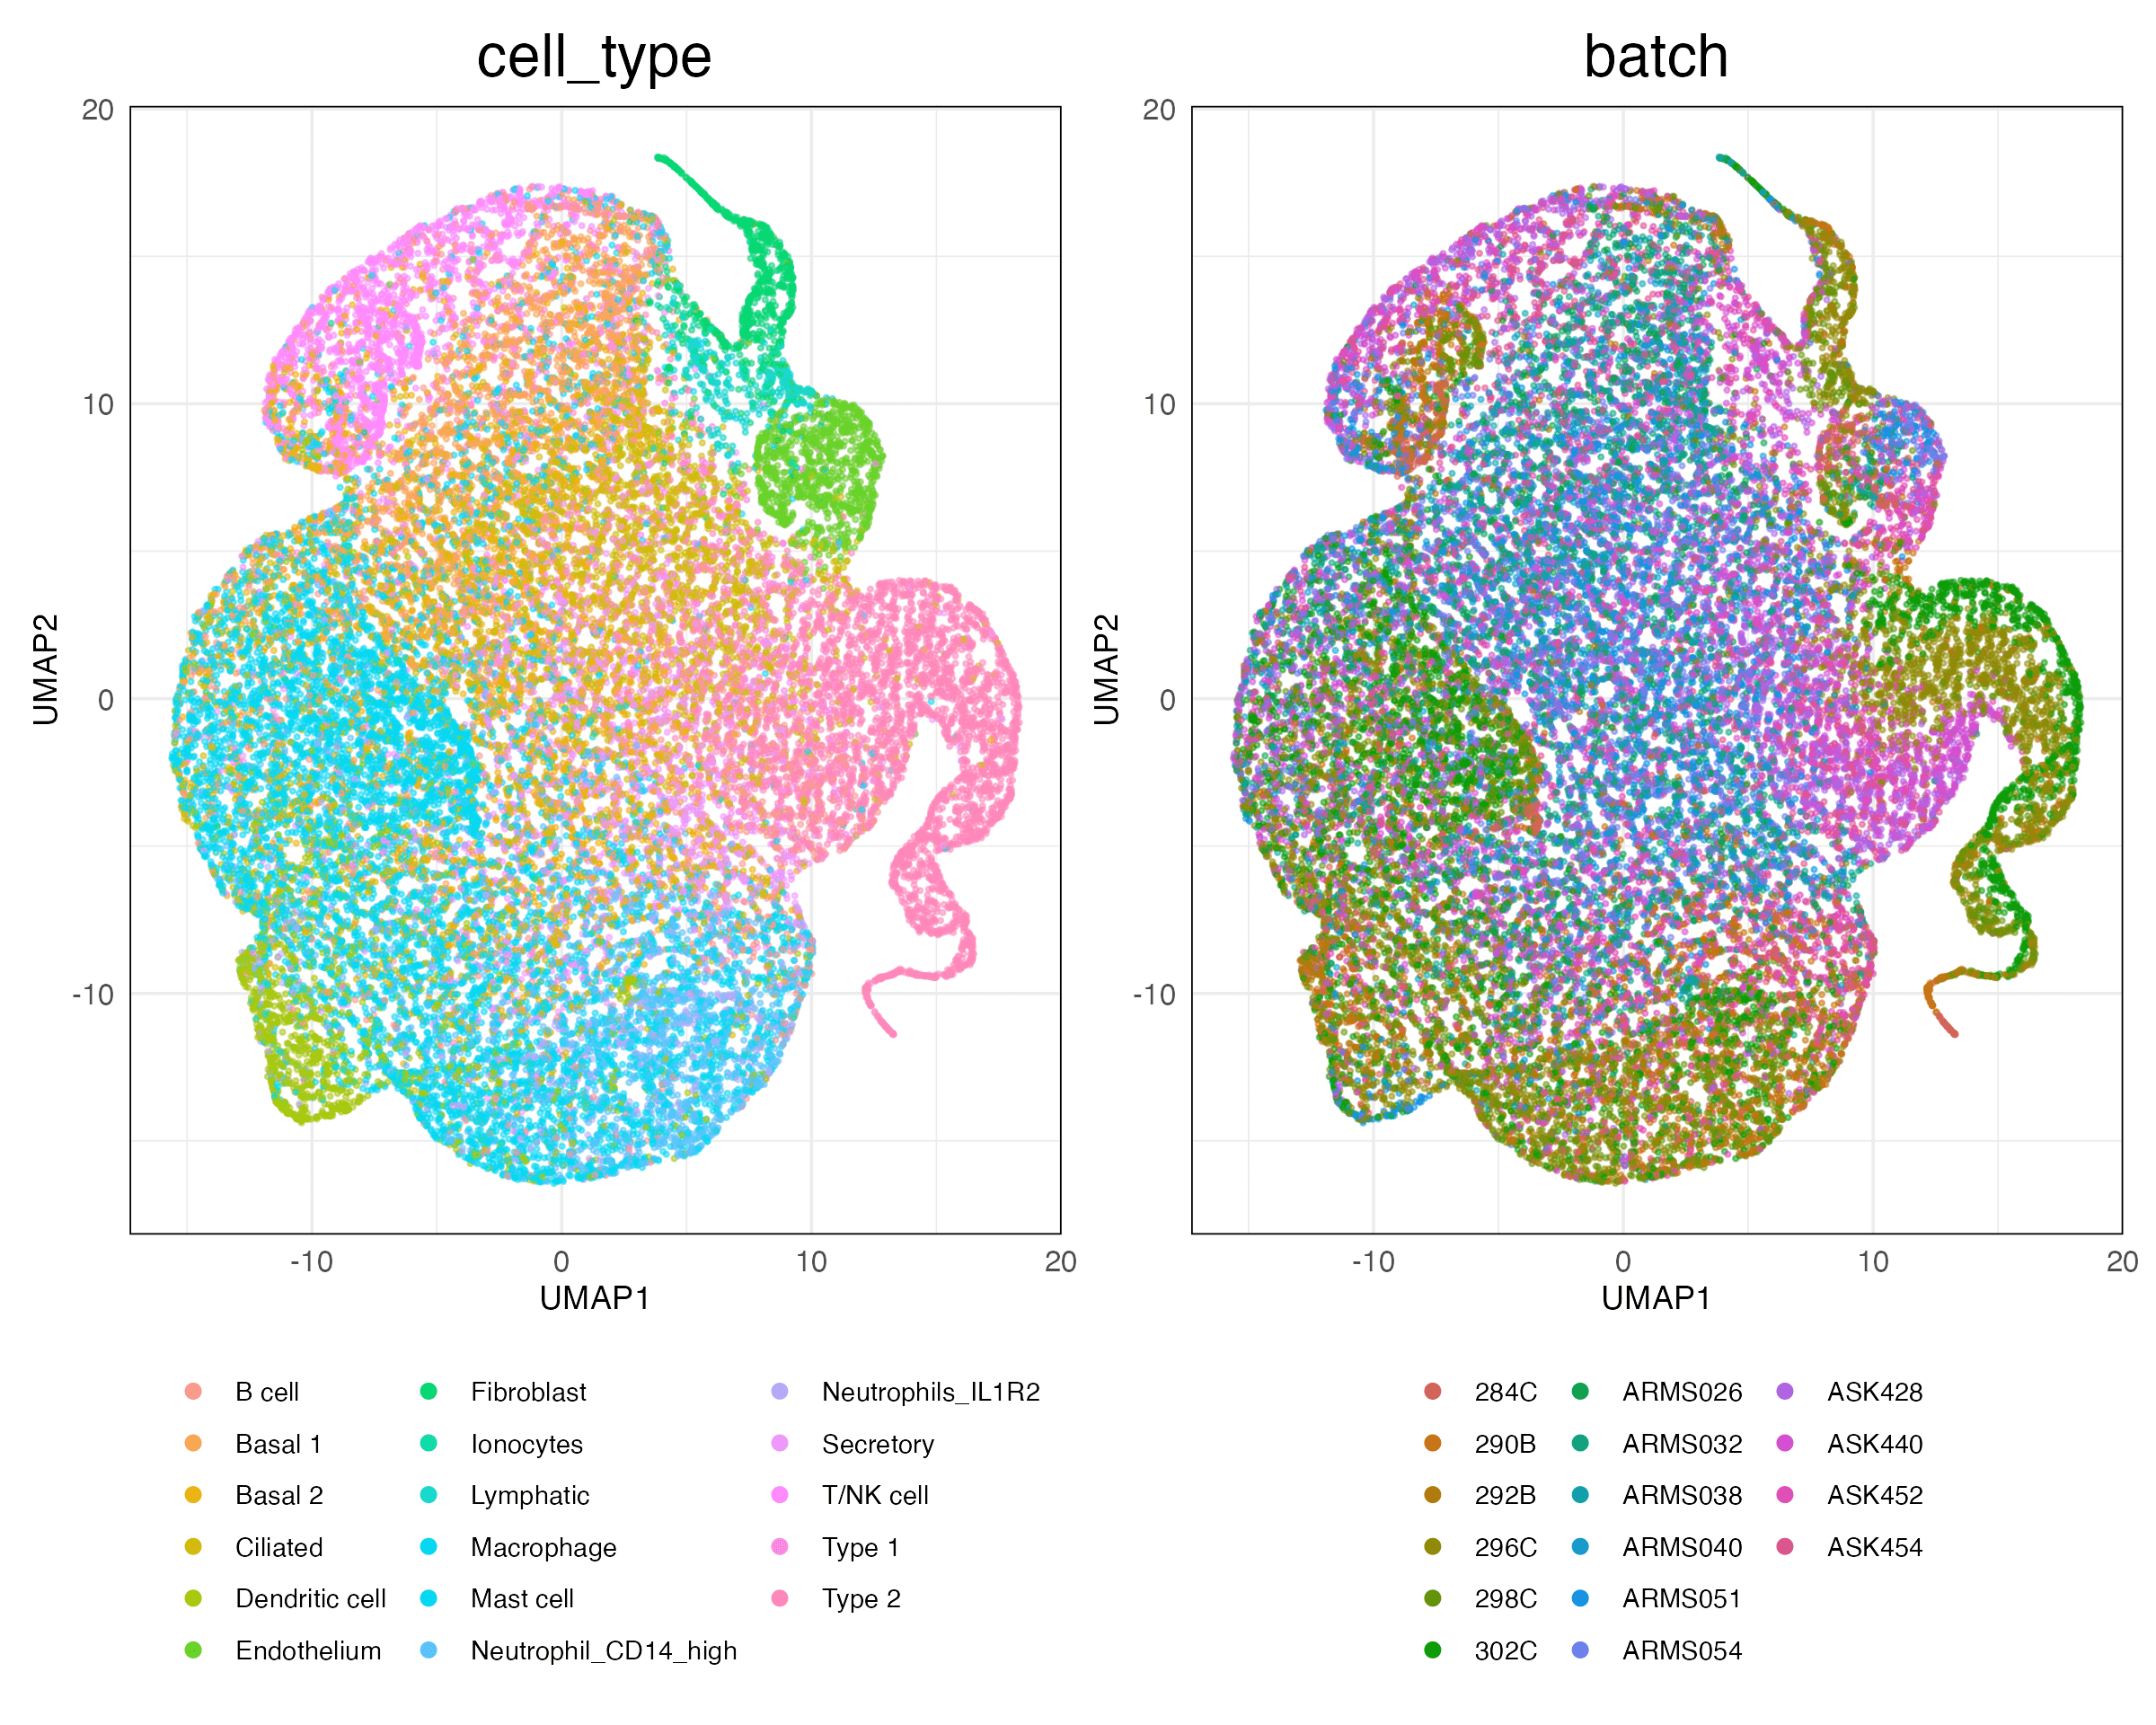 cell_type
batch
20
10
0
-10
UMAP2
-10
0
10
20
UMAP1
20
10
0
-10
UMAP2
-10
0
10
20
UMAP1
B cell
Basal 1
Basal 2
Ciliated
Dendritic cell
Endothelium
Fibroblast
Ionocytes
Lymphatic
Macrophage
Mast cell
Neutrophil_CD14_high
Neutrophils_IL1R2
Secretory
T/NK cell
Type 1
Type 2
284C
290B
292B
296C
298C
302C
ARMS026
ARMS032
ARMS038
ARMS040
ARMS051
ARMS054
ASK428
ASK440
ASK452
ASK454